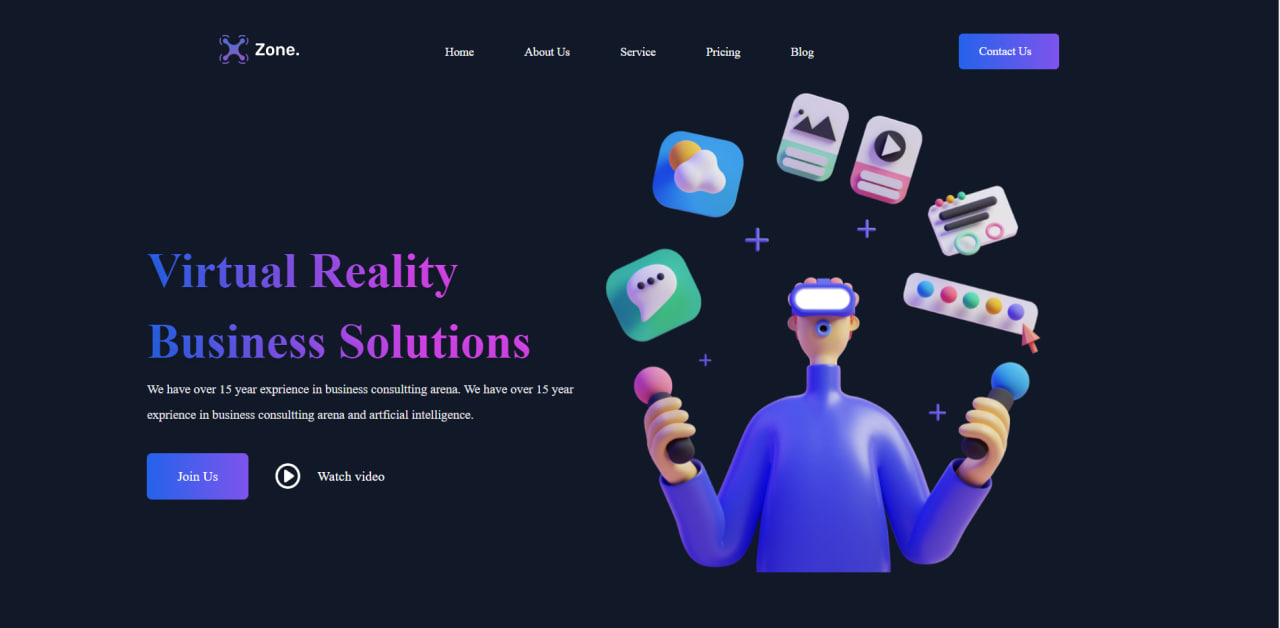 Zone.
Home
About Us
Service
Pricing
Blog
Contact Us
Virtual Reality
Business Solutions
We have over 15 year exprience in business consultting arena. We have over 15 year
exprience in business consultting arena and artficial intelligence.
Join Us
Watch video